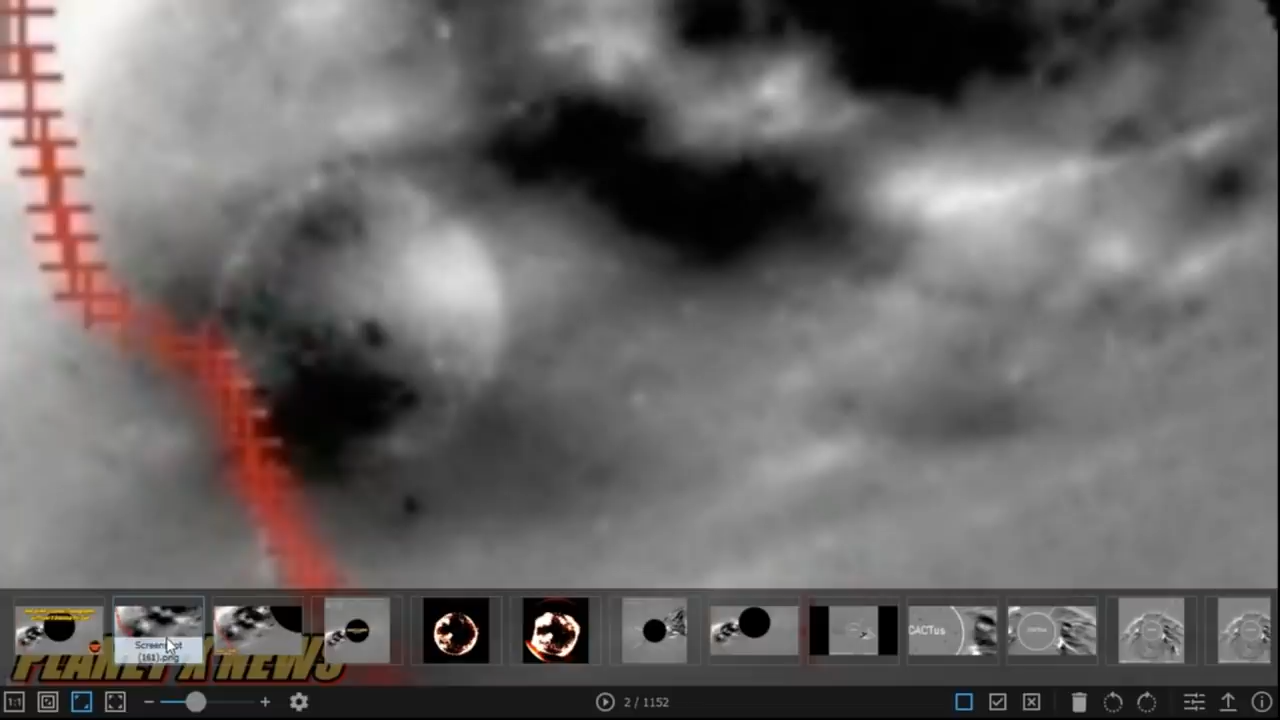 CACTus
Screenshot
(161).png
PLANET X NEWS
1:1
2 / 1152